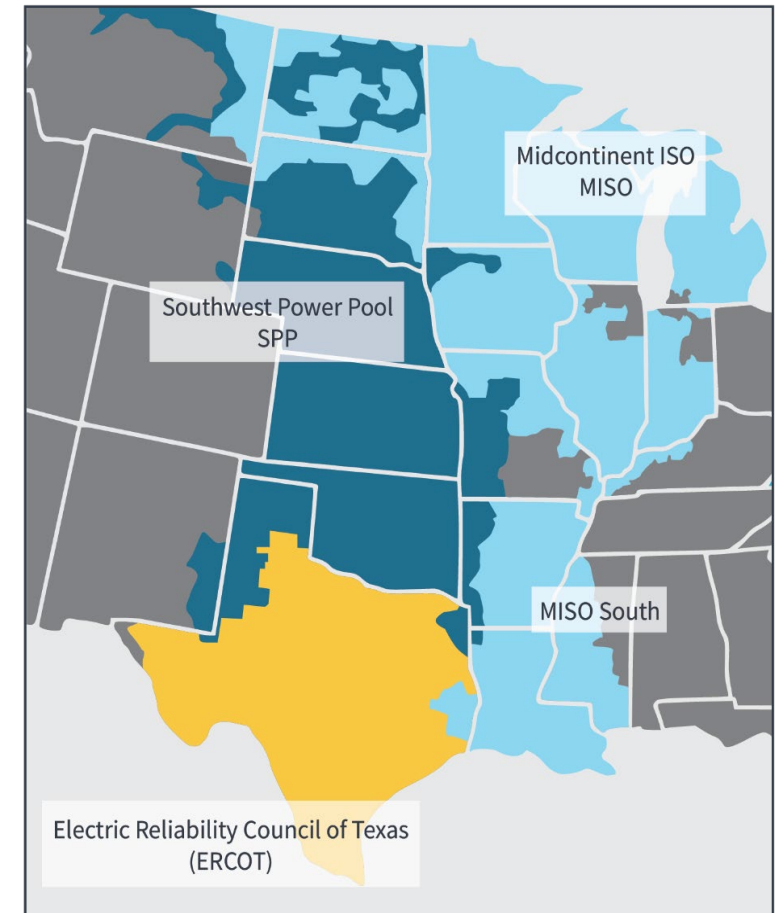 Midcontinent ISO
MISO
Southwest Power Pool
SPP
MISO South
Electric Reliability Council of Texas
(ERCOT)